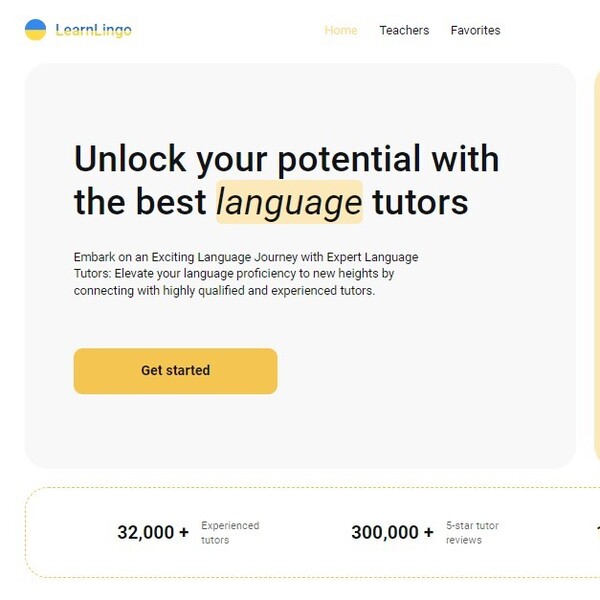 LearnLingo
Home Teachers Favorites
Unlock your potential with
the best language tutors
Embark on an Exciting Language Journey with Expert Language
Tutors: Elevate your language proficiency to new heights by
connecting with highly qualified and experienced tutors.
Get started
32,000 + Experienced
tutors
300,000 + 5-star tutor
reviews